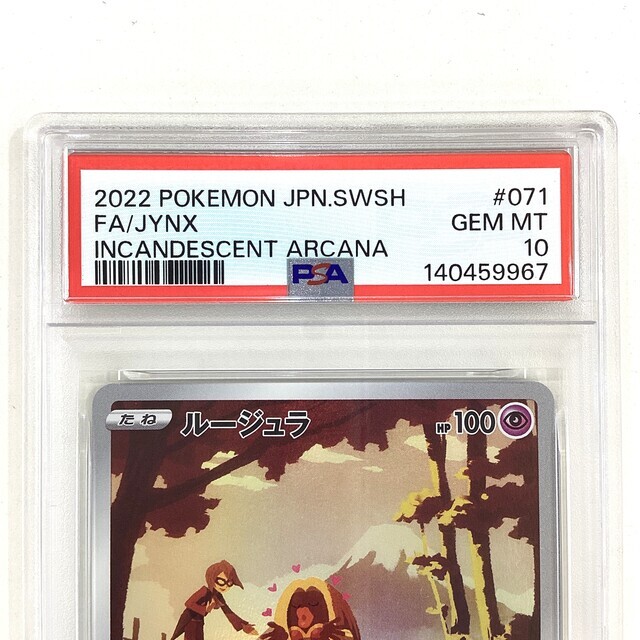 2022 POKEMON JPN.SWSH #071
FA/JYNX GEM MT
INCANDESCENT ARCANA 10
PSA 140459967
たね ルージュラ HP 100